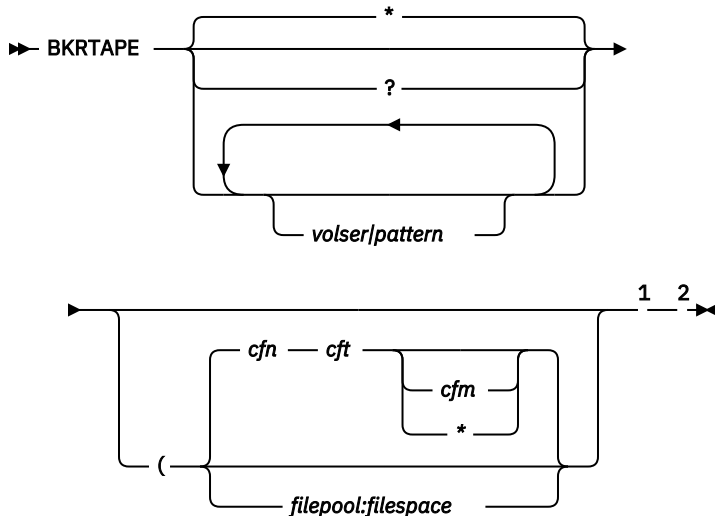 *
BKRTAPE
?
volser|pattern
1 2
cfn cft
cfm
*
(
filepool:filespace